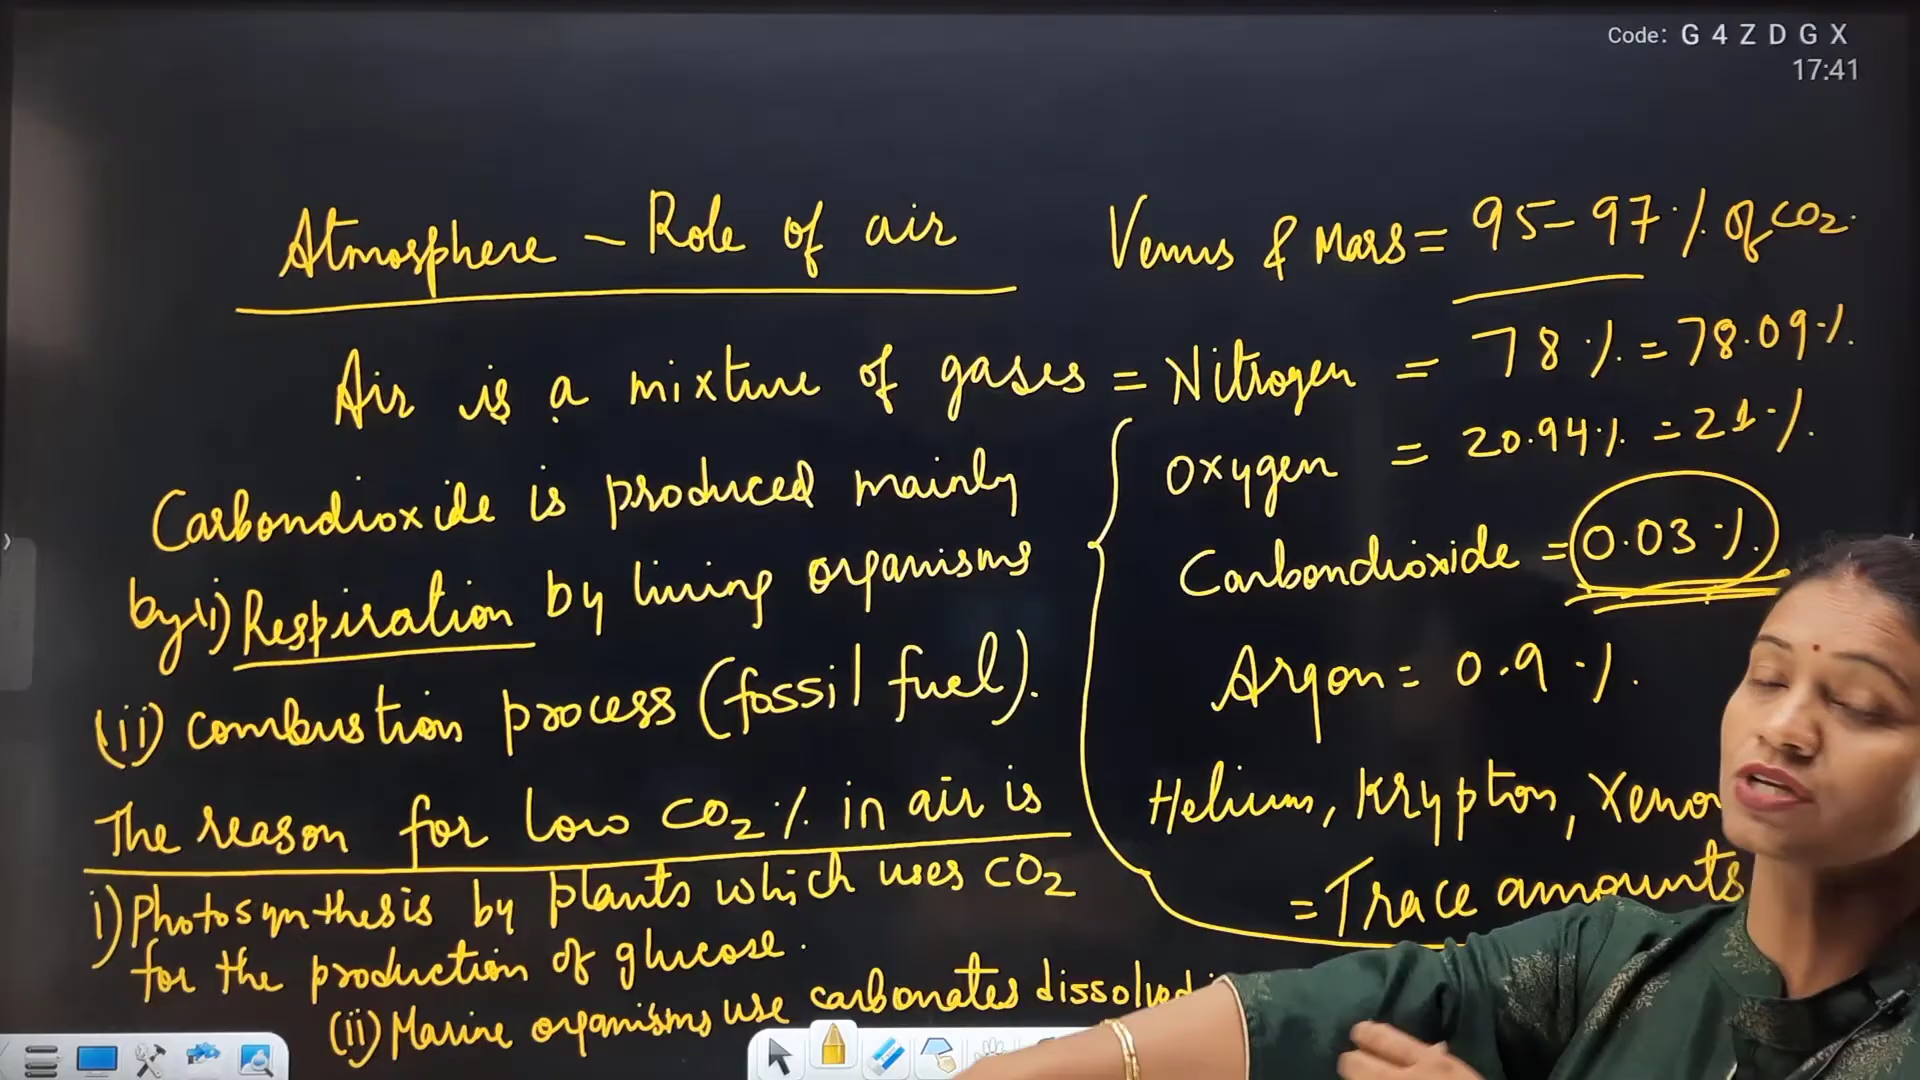 Code: G 4 Z D G X
17:41
Atmosphere - Role of air
Venus & Mars = 95-97% of CO2.
Air is a mixture of gases = Nitrogen = 78% = 78.09%.
Oxygen = 20.94% = 21%.
Carbondioxide = 0.03%.
Argon = 0.9%.
Helium, Krypton, Xeno
= Trace amounts
Carbondioxide is produced mainly
by (i) Respiration by living organisms
(ii) combustion process (fossil fuel).
The reason for low CO2 % in air is
i) Photosynthesis by plants which uses CO2
for the production of glucose.
(ii) Marine organisms use carbonates dissolved